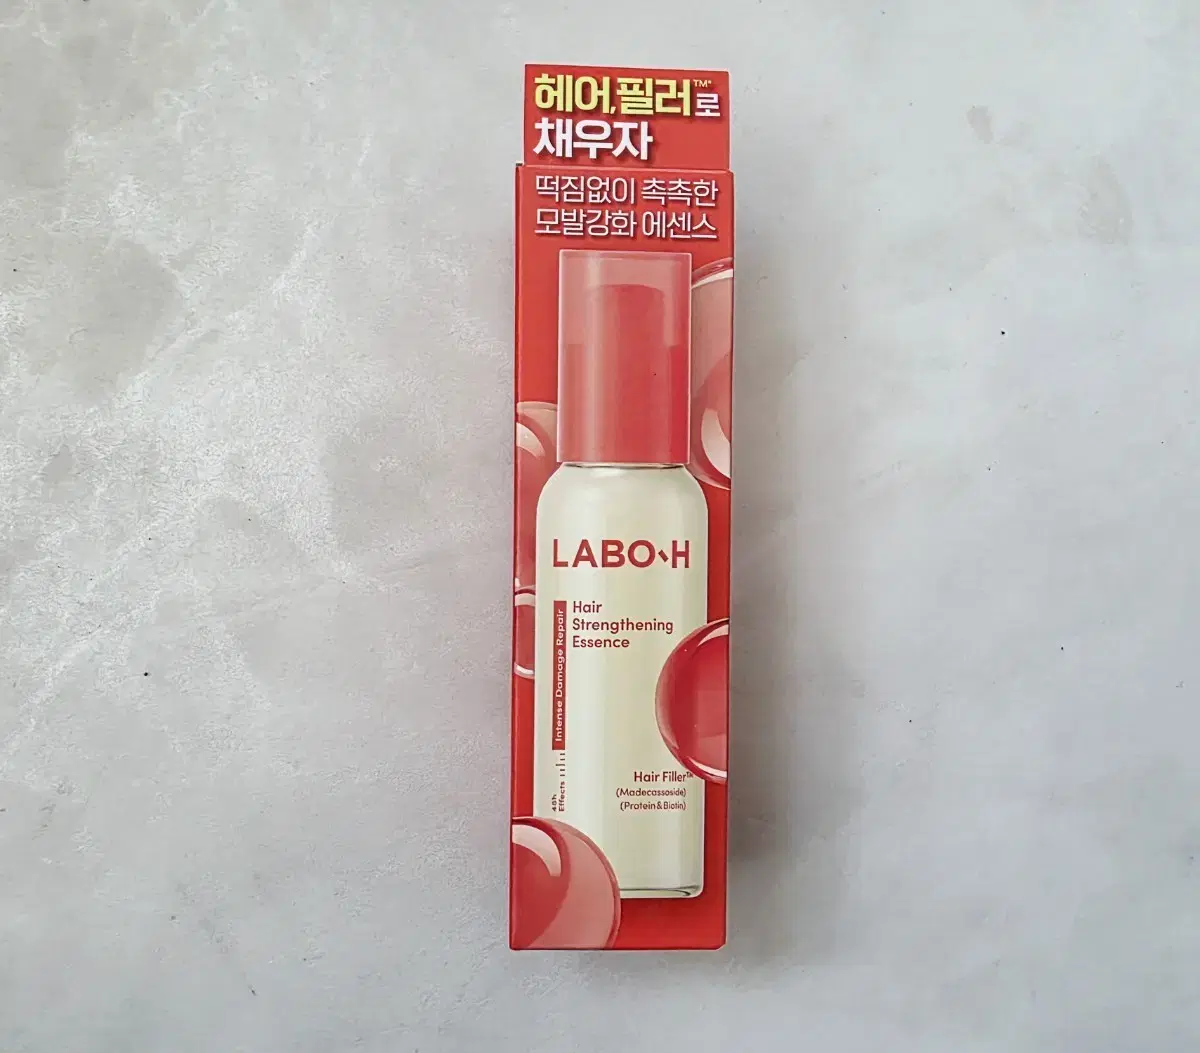 헤어,필러™*로
채우자
떡짐없이 촉촉한
모발강화 에센스
LABO-H
Hair
Strengthening
Essence
Intense Damage Repair
48h
Effects
Hair Filler™
(Madecassoside)
(Protein & Biotin)